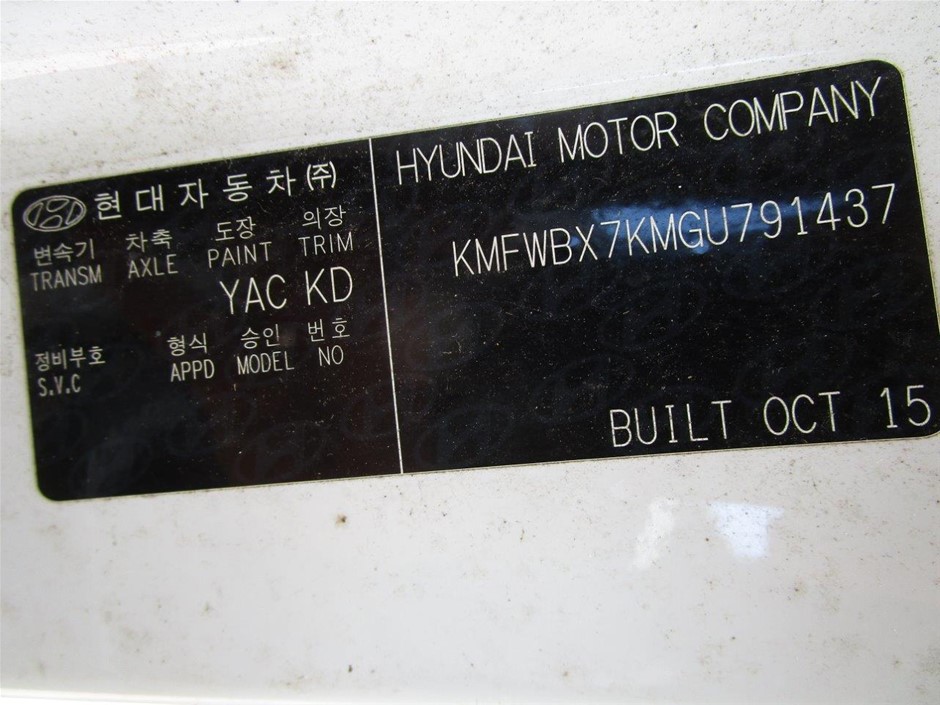 현대자동차(주)
변속기 차축 도장 의장
TRANSM AXLE PAINT TRIM
YAC KD
정비부호 형식 승인 번호
S.V.C APPD MODEL NO
HYUNDAI MOTOR COMPANY
KMFWBX7KMGU791437
BUILT OCT 15